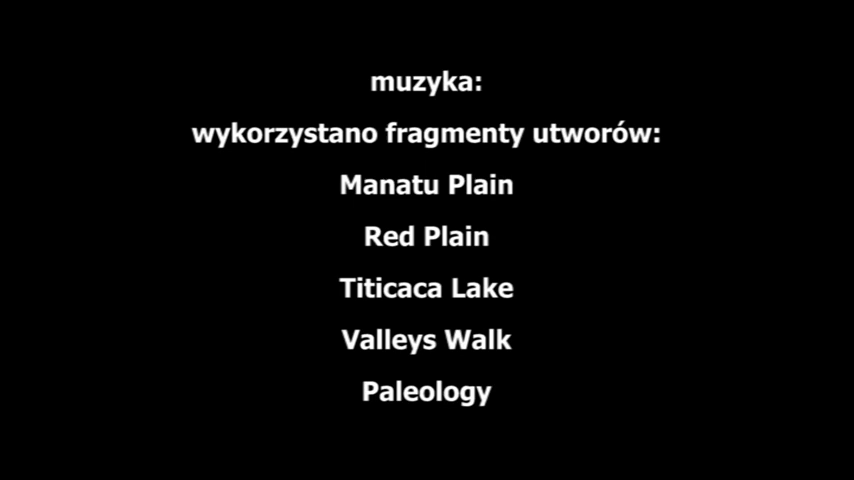 muzyka:
wykorzystano fragmenty utworów:
Manatu Plain
Red Plain
Titicaca Lake
Valleys Walk
Paleology